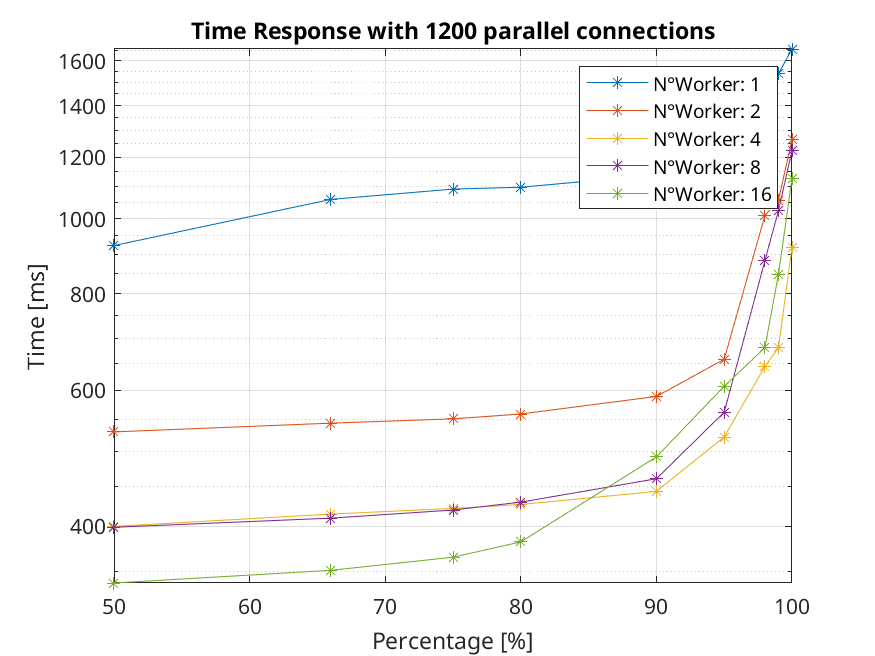 Time Response with 1200 parallel connections
1600
1400
1200
1000
800
600
400
Time [ms]
N°Worker: 1
N°Worker: 2
N°Worker: 4
N°Worker: 8
N°Worker: 16
50
60
70
80
90
100
Percentage [%]